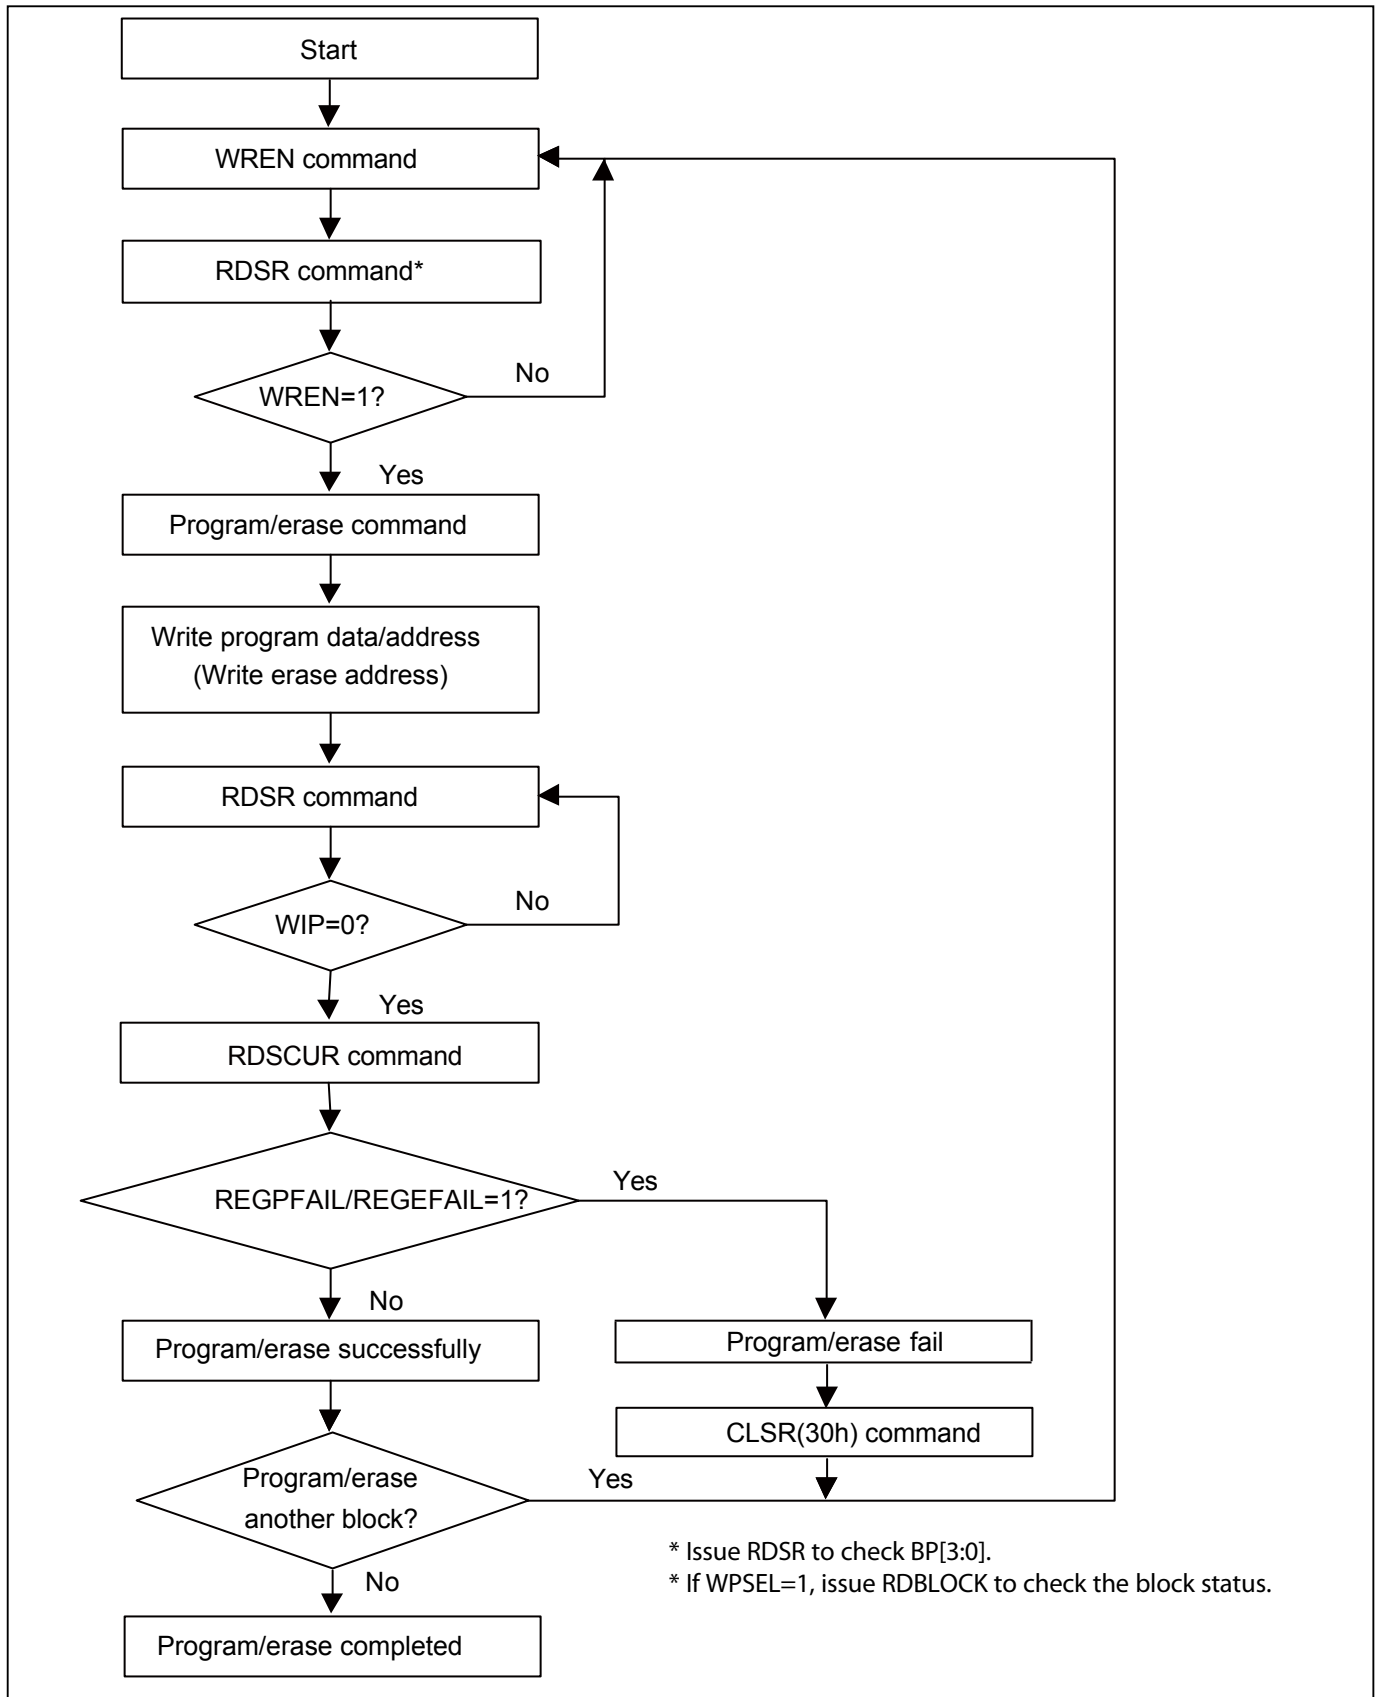 Start
WREN command
RDSR command*
WREN=1?
No
Yes
Program/erase command
Write program data/address
(Write erase address)
RDSR command
WIP=0?
No
Yes
RDSCUR command
REGPFAIL/REGEFAIL=1?
Yes
No
Program/erase successfully
Program/erase fail
CLSR(30h) command
Program/erase
another block?
Yes
* Issue RDSR to check BP[3:0].
* If WPSEL=1, issue RDBLOCK to check the block status.
No
Program/erase completed